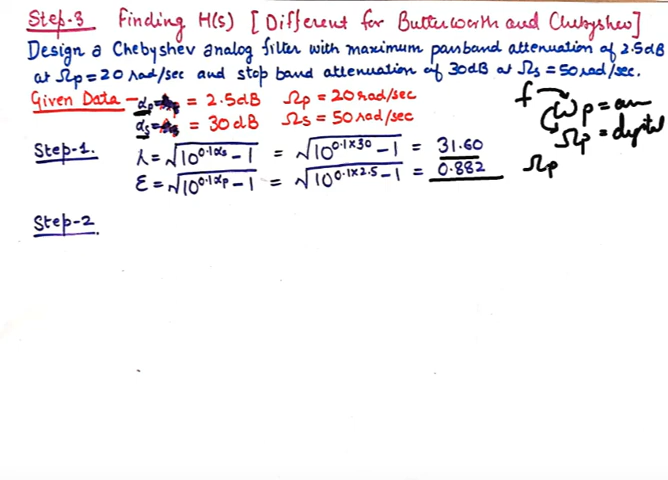 Step-3 Finding H(s) [Different for Butterworth and Chebyshev]
Design a Chebyshev analog filter with maximum passband attenuation of 2.5dB
at Ωp = 20 rad/sec and stop band attenuation of 30dB at Ωs = 50 rad/sec.
Given Data - αp = 2.5dB Ωp = 20 rad/sec
αs = 30 dB Ωs = 50 rad/sec
f ωp = an
Ωp = digital
Step-1. λ = √10^0.1αs - 1 = √10^0.1×30 - 1 = 31.60
ε = √10^0.1αp - 1 = √10^0.1×2.5 - 1 = 0.882 Ωp
Step-2